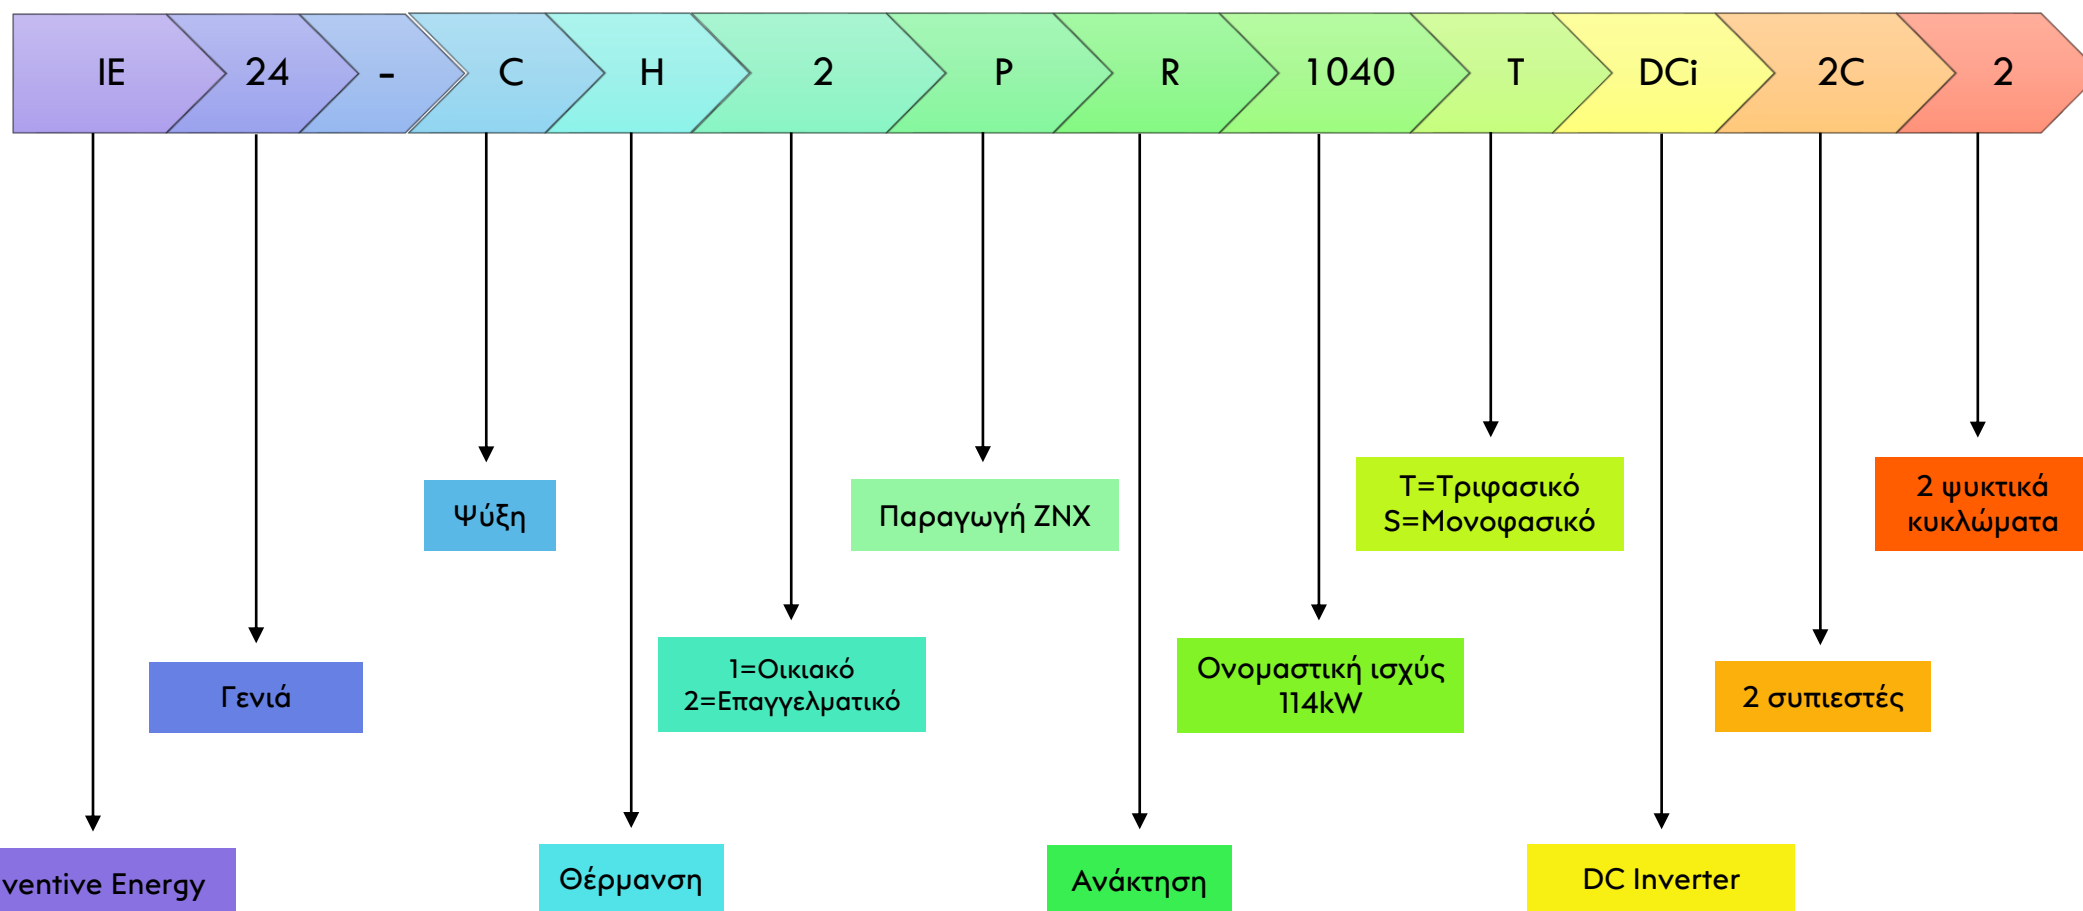 IE 24 - C H 2 P R 1040 T DCi 2C 2
Ψύξη
Παραγωγή ΖΝΧ
T=Τριφασικό
S=Μονοφασικό
2 ψυκτικά
κυκλώματα
Γενιά
1=Οικιακό
2=Επαγγελματικό
Ονομαστική ισχύς
114kW
2 συπιεστές
ventive Energy
Θέρμανση
Ανάκτηση
DC Inverter